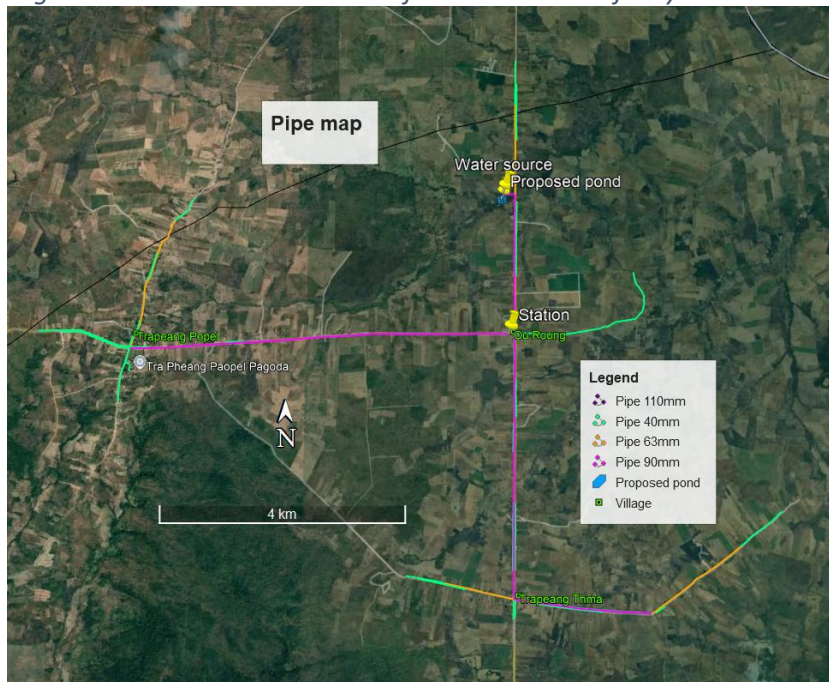 Pipe map
Water source
Proposed pond
Station
Ou Roung
Trapeang Popel
Tra Pheang Paopel Pagoda
N
4 km
Legend
Pipe 110mm
Pipe 40mm
Pipe 63mm
Pipe 90mm
Proposed pond
Village
Trapeang Thma